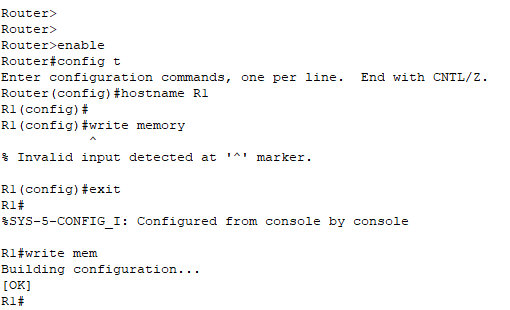 Router>
Router>
Router>enable
Router#config t
Enter configuration commands, one per line.  End with CNTL/Z.
Router(config)#hostname R1
R1(config)#
R1(config)#write memory
            ^
% Invalid input detected at '^' marker.

R1(config)#exit
R1#
%SYS-5-CONFIG_I: Configured from console by console

R1#write mem
Building configuration...
[OK]
R1#